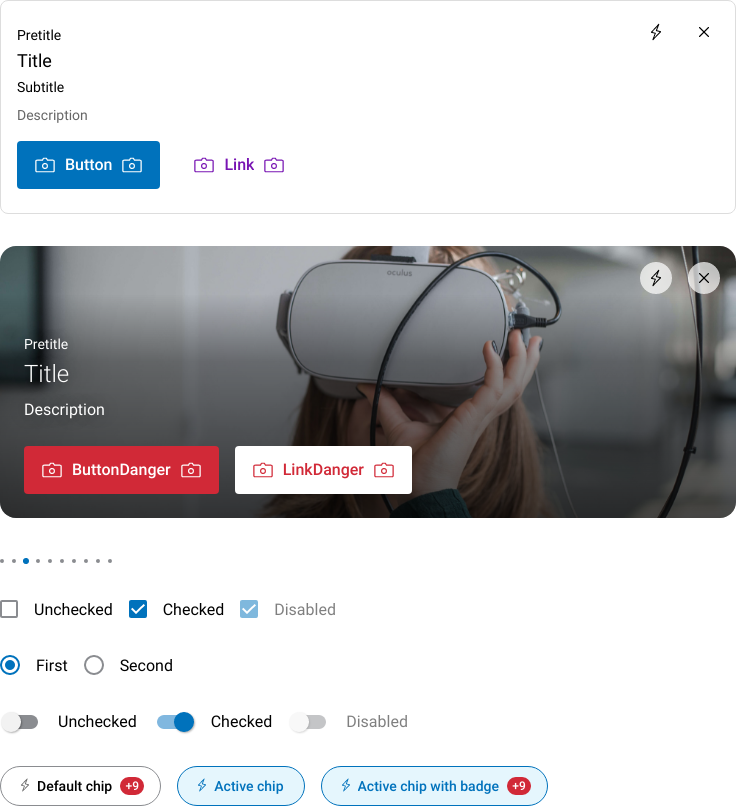 Pretitle
Title
Subtitle
Description
Button Link
oculus
Pretitle
Title
Description
ButtonDanger LinkDanger
Unchecked Checked Disabled
First Second
Unchecked Checked Disabled
Default chip +9 Active chip Active chip with badge +9